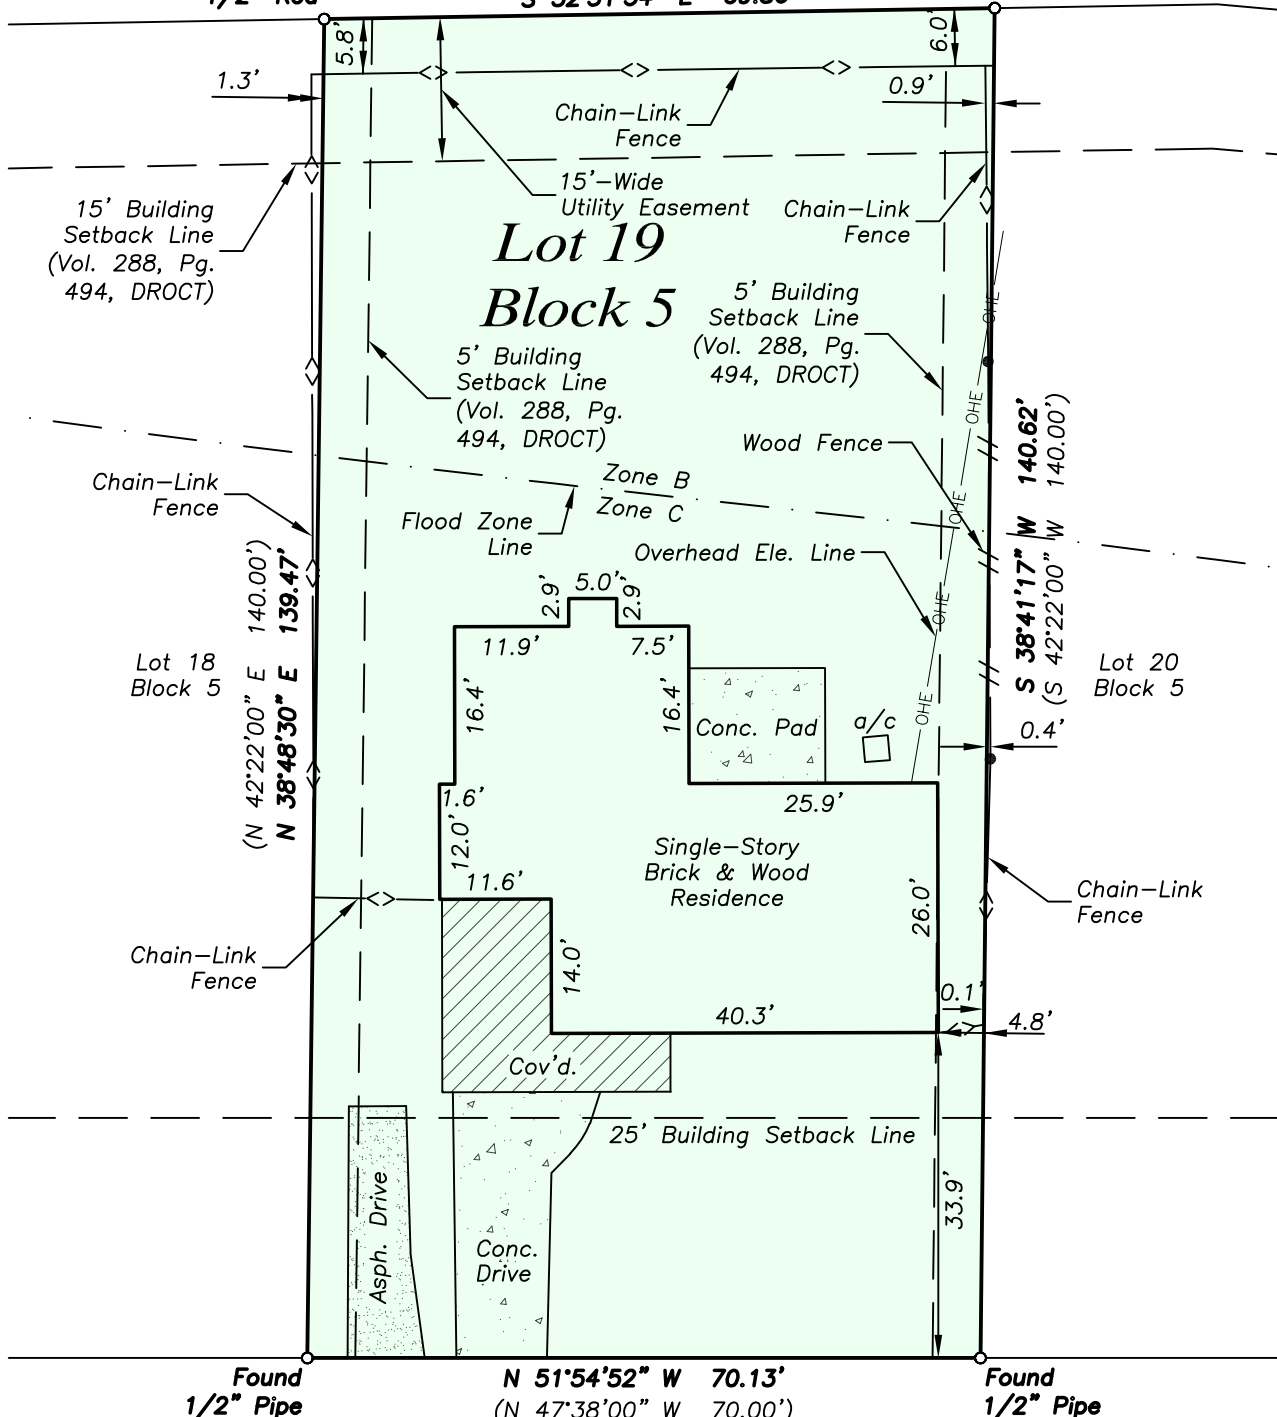 5.8'
6.0'
1.3'
0.9'
Chain-Link
Fence
15'-Wide
Utility Easement
15' Building
Setback Line
(Vol. 288, Pg.
494, DROCT)
Chain-Link
Fence
Lot 19
Block 5
5' Building
Setback Line
(Vol. 288, Pg.
494, DROCT)
5' Building
Setback Line
(Vol. 288, Pg.
494, DROCT)
OHE
OHE
OHE
OHE
OHE
Wood Fence
Zone B
Zone C
Flood Zone
Line
Chain-Link
Fence
Overhead Ele. Line
S 38°41'17" W 140.62'
(S 42°22'00" W 140.00')
(N 42°22'00" E 140.00')
N 38°48'30" E 139.47'
Lot 18
Block 5
Lot 20
Block 5
5.0'
2.9'
2.9'
11.9'
7.5'
16.4'
16.4'
Conc. Pad
a/c
0.4'
1.6'
25.9'
12.0'
11.6'
Single-Story
Brick & Wood
Residence
26.0'
Chain-Link
Fence
Chain-Link
Fence
14.0'
0.1'
40.3'
4.8'
Cov'd.
25' Building Setback Line
33.9'
Asph. Drive
Conc.
Drive
Found
1/2" Pipe
N 51°54'52" W 70.13'
(N 47°38'00" W 70.00')
Found
1/2" Pipe